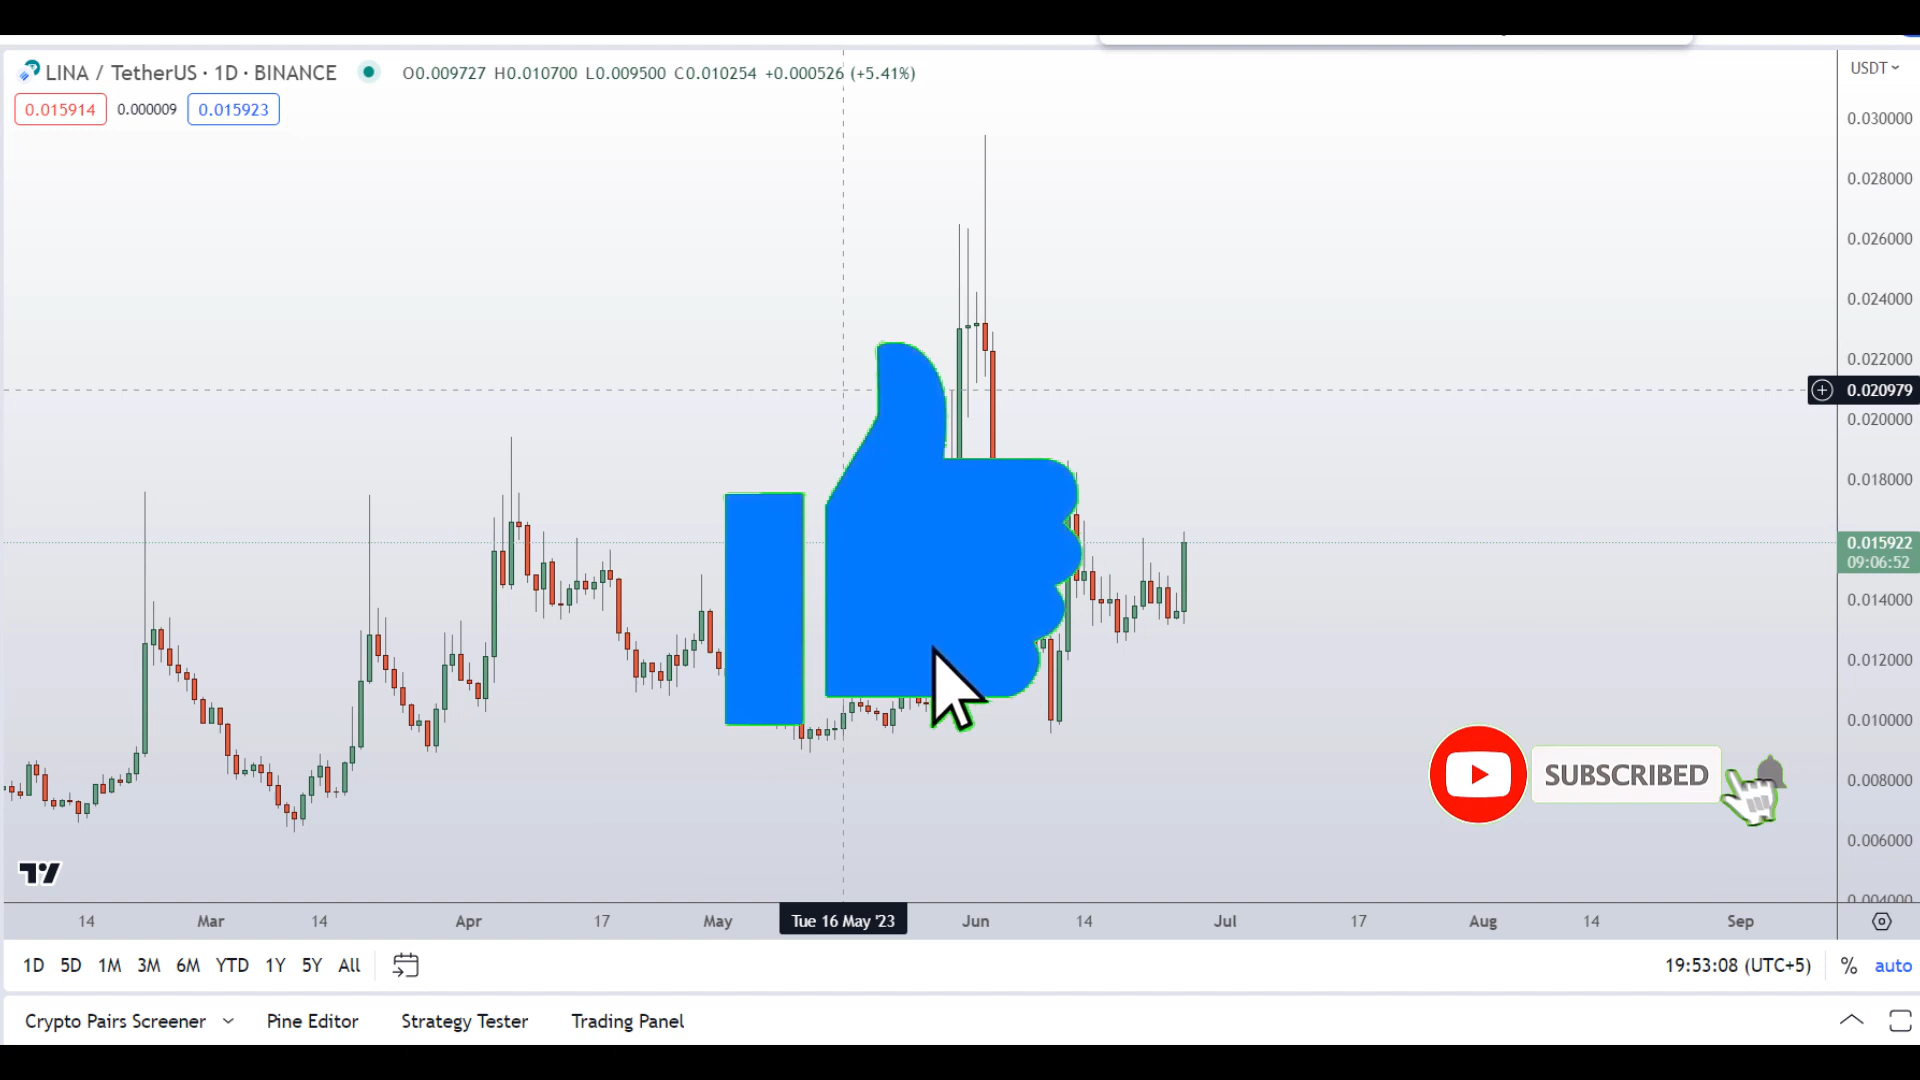 LINA / TetherUS · 1D · BINANCE O0.009727 H0.010700 L0.009500 C0.010254 +0.000526 (+5.41%)
USDT
0.015914 0.000009 0.015923
0.030000
0.028000
0.026000
0.024000
0.022000
0.020979
0.020000
0.018000
0.015922
09:06:52
0.014000
0.012000
0.010000
SUBSCRIBED
0.008000
0.006000
0.004000
14 Mar 14 Apr 17 May Tue 16 May '23 Jun 14 Jul 17 Aug 14 Sep
1D 5D 1M 3M 6M YTD 1Y 5Y All 19:53:08 (UTC+5) % auto
Crypto Pairs Screener Pine Editor Strategy Tester Trading Panel